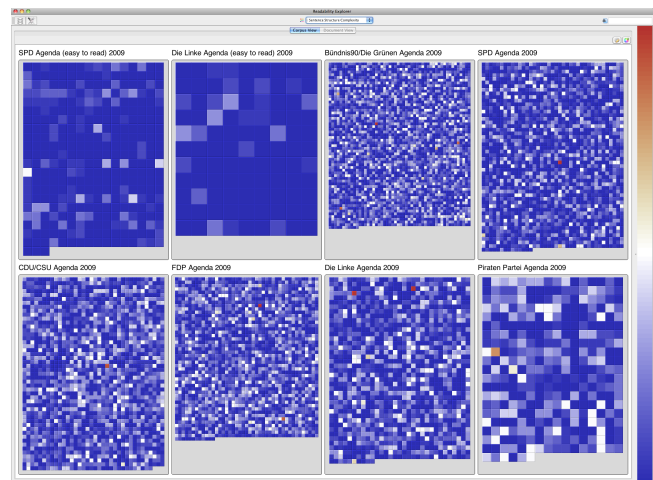 Readability Explorer
Sentence Structure Complexity
Corpus View Document View
SPD Agenda (easy to read) 2009
Die Linke Agenda (easy to read) 2009
Bündnis90/Die Grünen Agenda 2009
SPD Agenda 2009
CDU/CSU Agenda 2009
FDP Agenda 2009
Die Linke Agenda 2009
Piraten Partei Agenda 2009